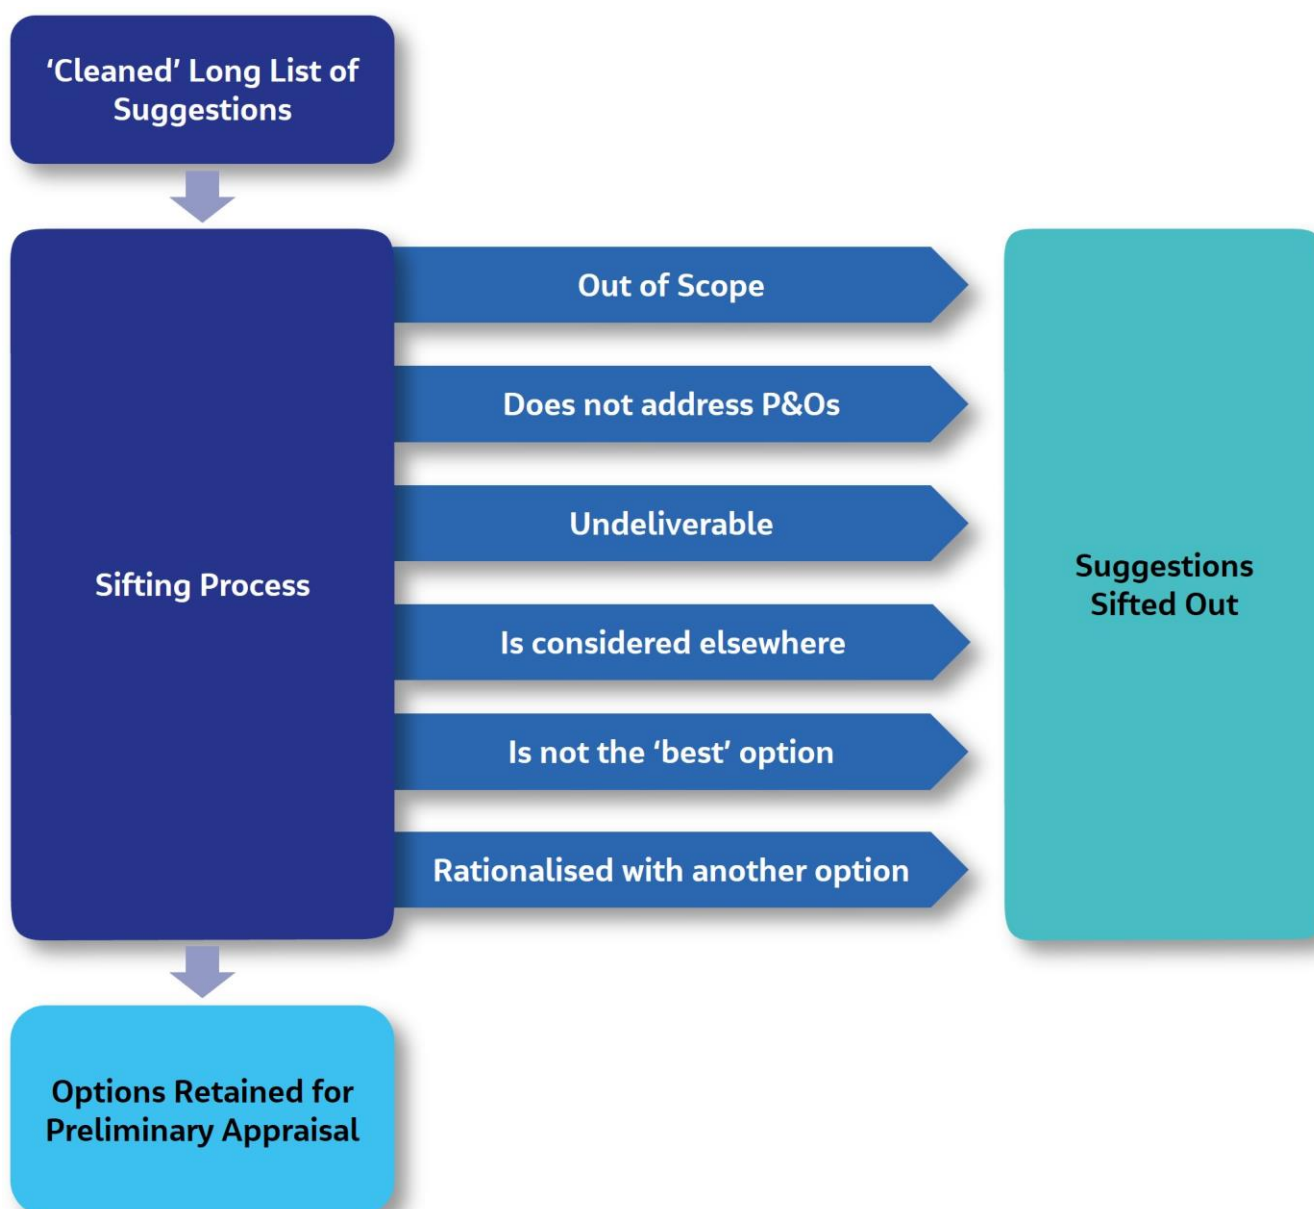 ‘Cleaned’ Long List of
Suggestions
Out of Scope
Does not address P&Os
Undeliverable
Sifting Process
Is considered elsewhere
Is not the ‘best’ option
Rationalised with another option
Suggestions
Sifted Out
Options Retained for
Preliminary Appraisal